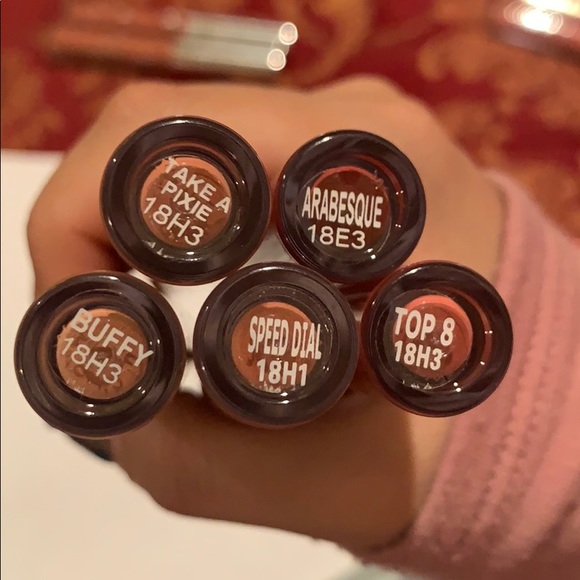 TAKE A
PIXIE
18H3
ARABESQUE
18E3
BUFFY
18H3
SPEED DIAL
18H1
TOP 8
18H3